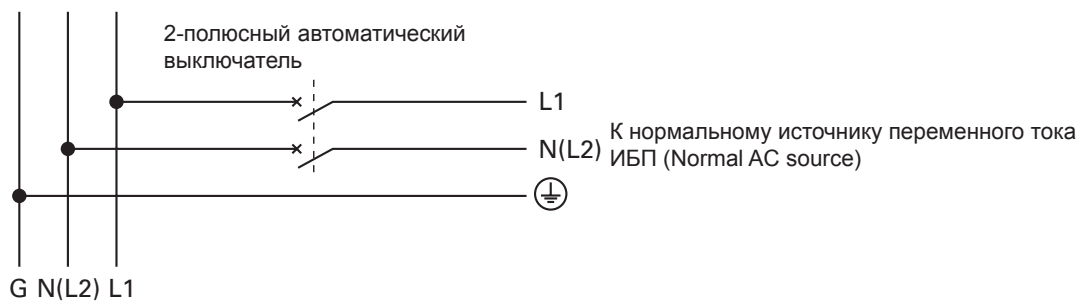 2-полюсный автоматический
выключатель
L1
N(L2)
К нормальному источнику переменного тока
ИБП (Normal AC source)
G N(L2) L1